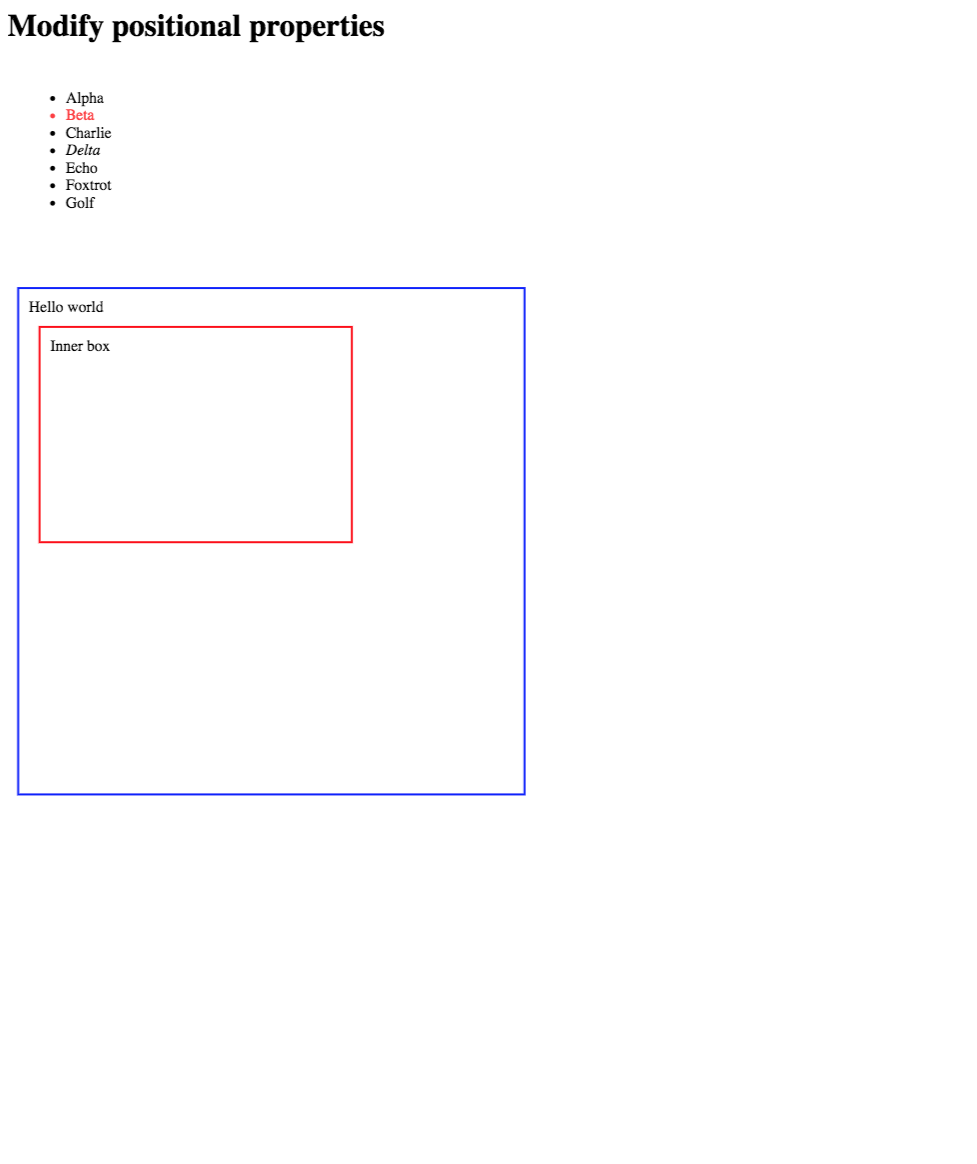 Modify positional properties
Alpha
Beta
Charlie
Delta
Echo
Foxtrot
Golf
Hello world
Inner box